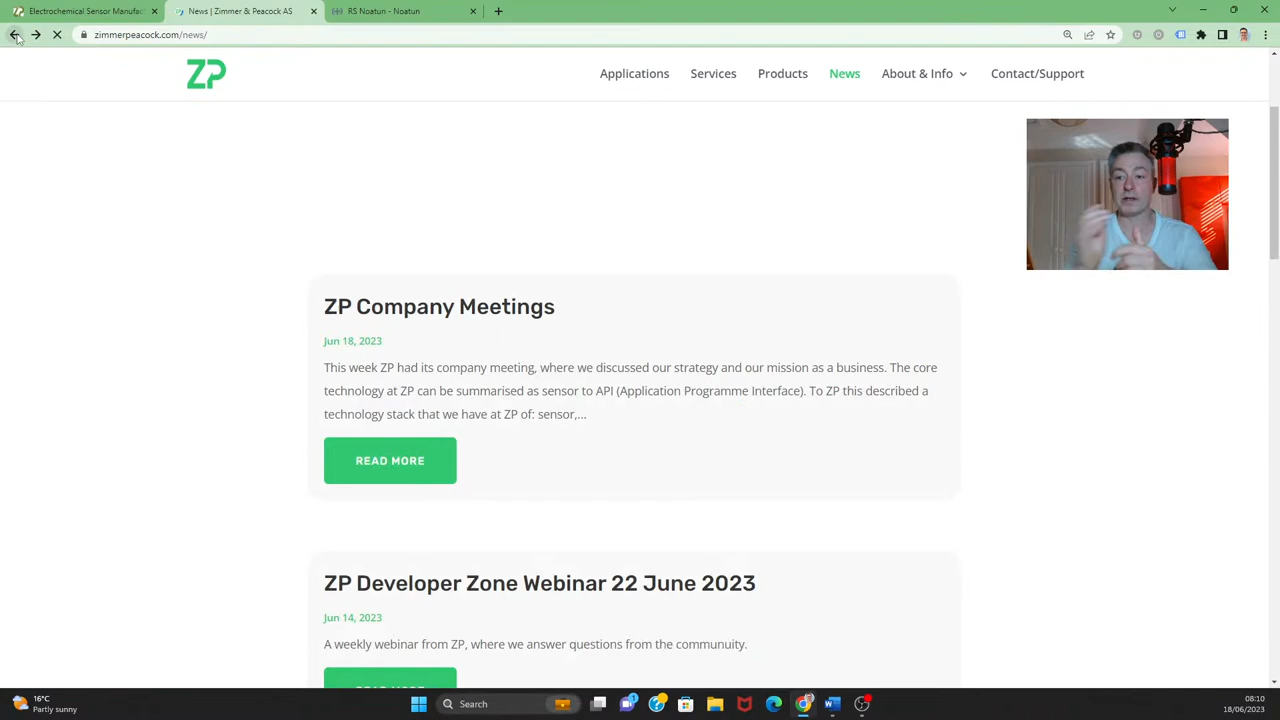 Electrochemical Sensor Manufac
News | Zimmer & Peacock AS
RS Noatun - Noatun
zimmerpeacock.com/news/
ZP
Applications
Services
Products
News
About & Info
Contact/Support
ZP Company Meetings
Jun 18, 2023
This week ZP had its company meeting, where we discussed our strategy and our mission as a business. The core
technology at ZP can be summarised as sensor to API (Application Programme Interface). To ZP this described a
technology stack that we have at ZP of: sensor,...
READ MORE
ZP Developer Zone Webinar 22 June 2023
Jun 14, 2023
A weekly webinar from ZP, where we answer questions from the communuity.
READ MORE
16°C
Partly sunny
Search
1
08:10
18/06/2023